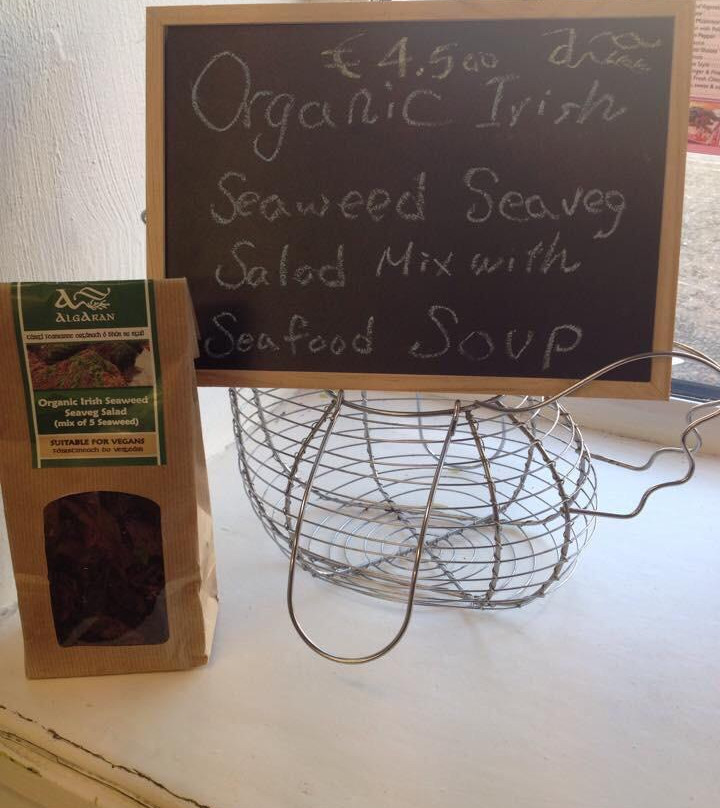 € 4.500
Organic Irish
Seaweed Seaveg
Salad Mix with
Seafood Soup
ALGARAN
Organic Irish Seaweed
Seaveg Salad
(mix of 5 Seaweed)
SUITABLE FOR VEGANS